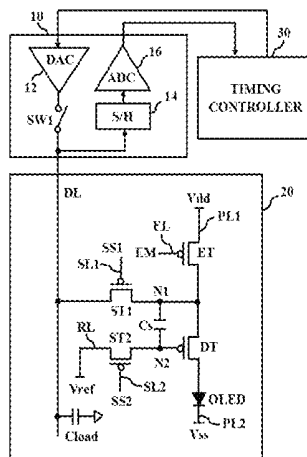 10
30
DAC
12
16
ADC
TIMING
CONTROLLER
14
S/H
SW1
DL
20
Vdd
PL1
EL
EM
ET
SS1
SL1
ST1
N1
Cs
RL
ST2
N2
DT
Vref
SL2
SS2
OLED
PL2
Vss
Cload